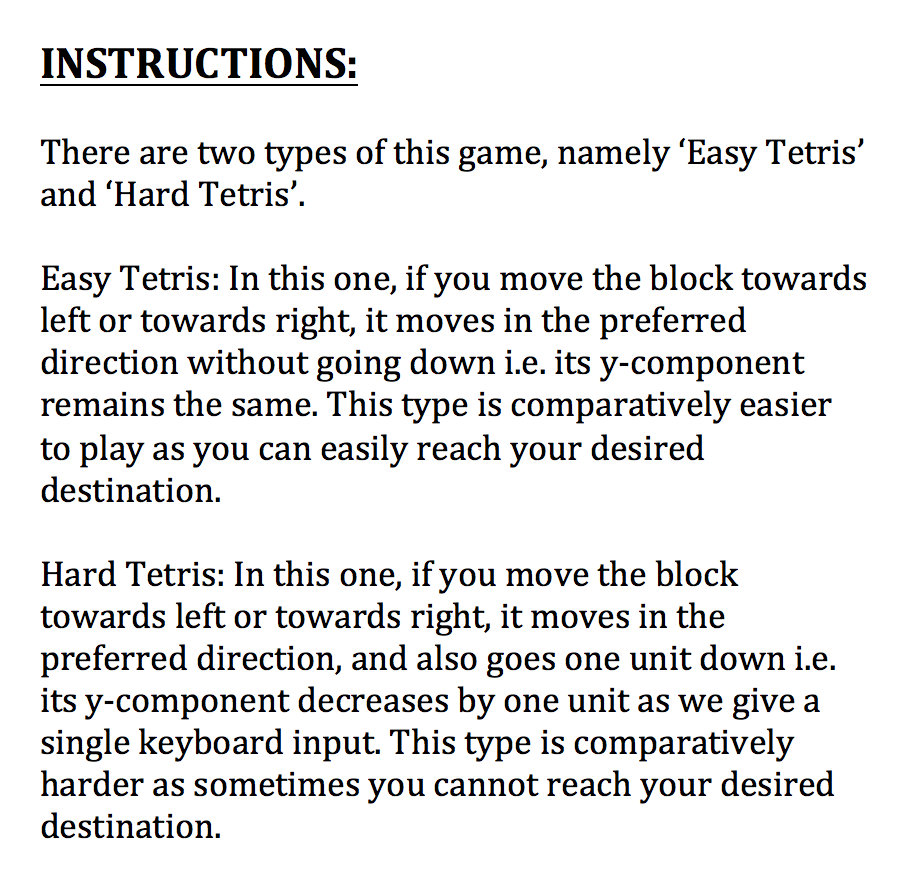 INSTRUCTIONS:
There are two types of this game, namely ‘Easy Tetris’
and ‘Hard Tetris’.
Easy Tetris: In this one, if you move the block towards
left or towards right, it moves in the preferred
direction without going down i.e. its y-component
remains the same. This type is comparatively easier
to play as you can easily reach your desired
destination.
Hard Tetris: In this one, if you move the block
towards left or towards right, it moves in the
preferred direction, and also goes one unit down i.e.
its y-component decreases by one unit as we give a
single keyboard input. This type is comparatively
harder as sometimes you cannot reach your desired
destination.